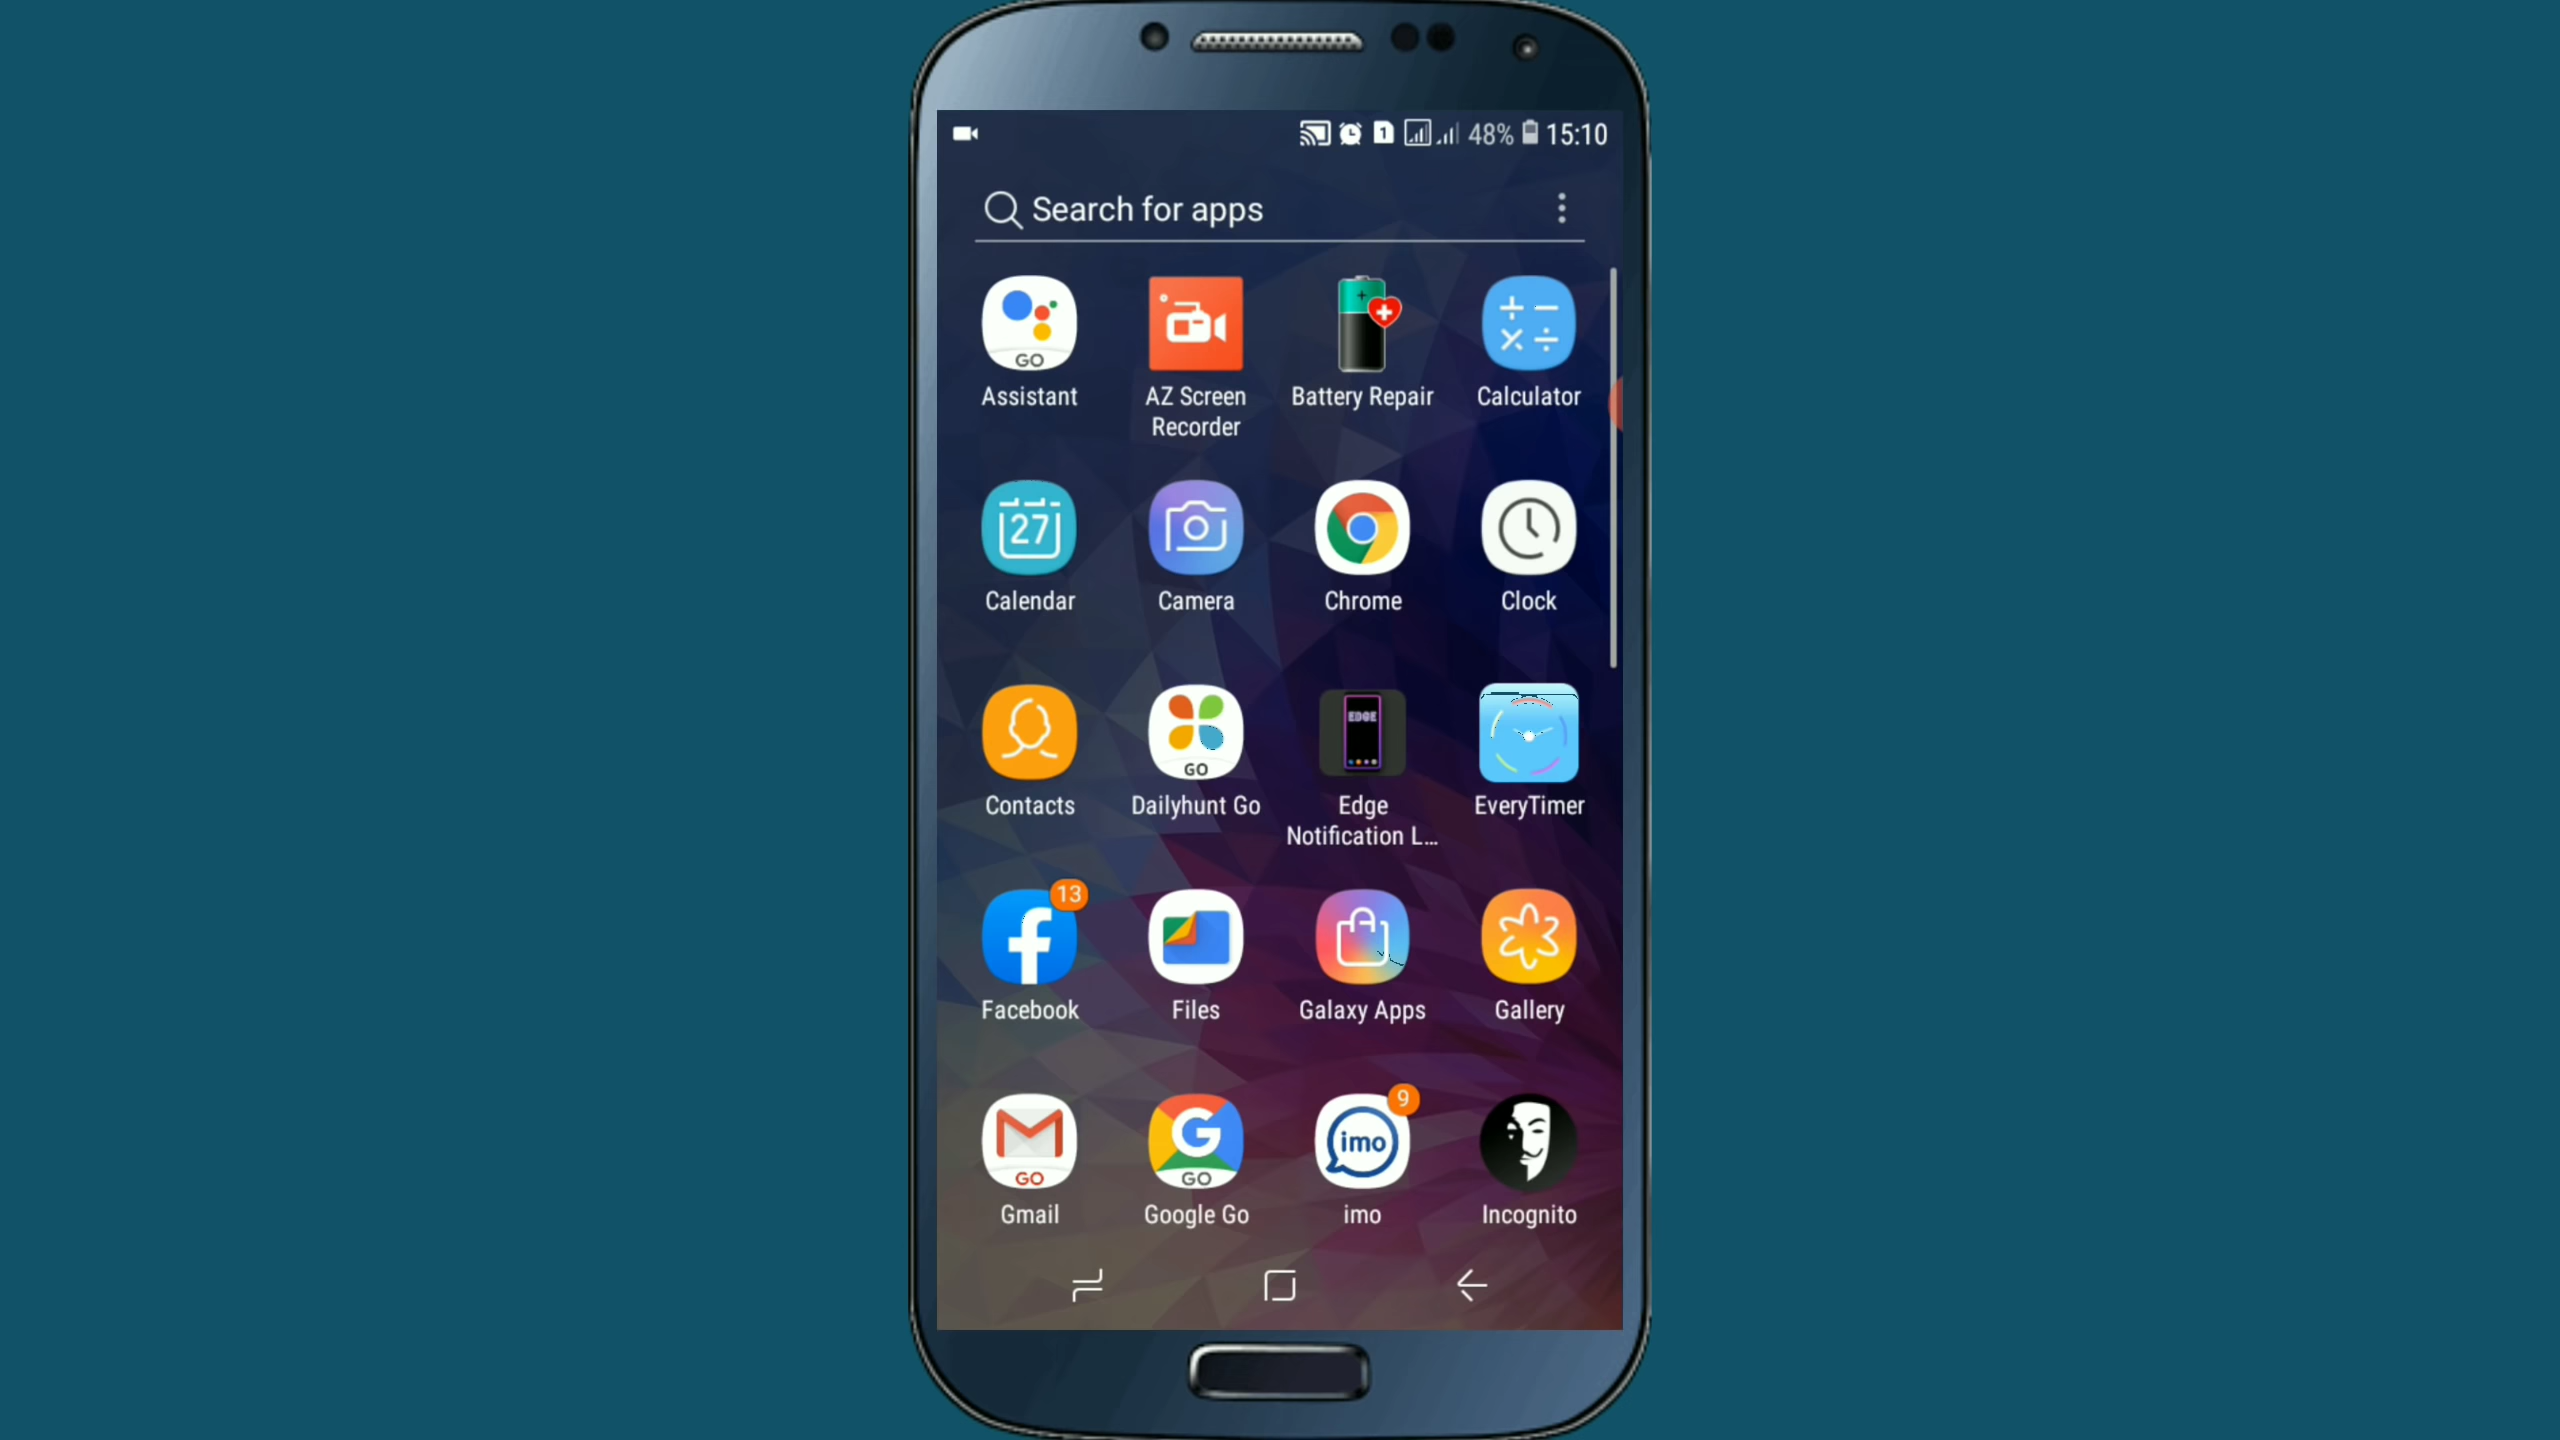 1 48% 15:10
Search for apps
GO
Assistant
AZ Screen
Recorder
Battery Repair
Calculator
27
Calendar
Camera
Chrome
Clock
Contacts
GO
Dailyhunt Go
EDGE
Edge
Notification L...
EveryTimer
13
Facebook
Files
Galaxy Apps
Gallery
GO
Gmail
G
GO
Google Go
9
imo
imo
Incognito